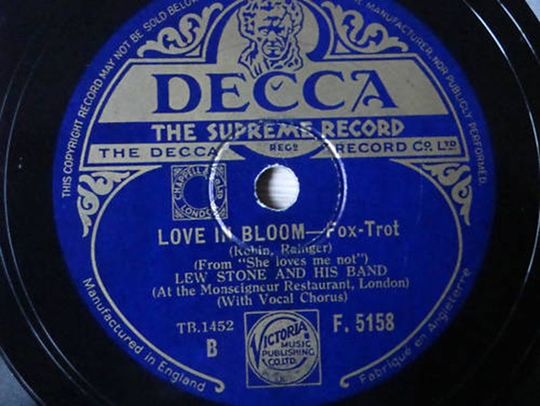 THIS COPYRIGHT RECORD MAY NOT BE SOLD
THE MANUFACTURER, NOR PUBLICLY PERFORMED.
DECCA
THE SUPREME RECORD
THE DECCA REGD RECORD CO. LTD
CHAPPELL & CO LTD
LONDON
LOVE IN BLOOM—Fox-Trot
(Robin, Rainger)
(From "She loves me not")
LEW STONE AND HIS BAND
(At the Monseigneur Restaurant, London)
(With Vocal Chorus)
TB.1452
B
VICTORIA
MUSIC
PUBLISHING
CO. LTD.
F. 5158
Manufactured in England
Fabriqué en Angleterre